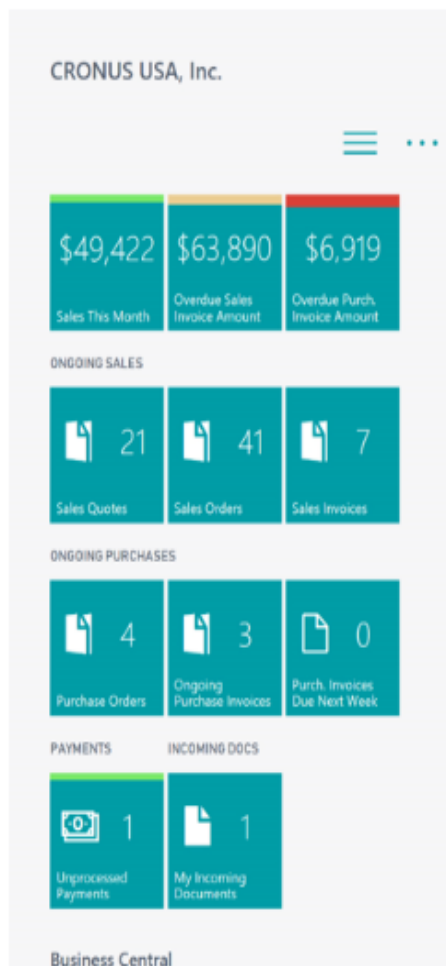 CRONUS USA, Inc.
$49,422
Sales This Month
$63,890
Overdue Sales
Invoice Amount
$6,919
Overdue Purch.
Invoice Amount
ONGOING SALES
21
Sales Quotes
41
Sales Orders
7
Sales Invoices
ONGOING PURCHASES
4
Purchase Orders
3
Ongoing
Purchase Invoices
0
Purch. Invoices
Due Next Week
PAYMENTS
1
Unprocessed
Payments
INCOMING DOCS
1
My Incoming
Documents
Business Central